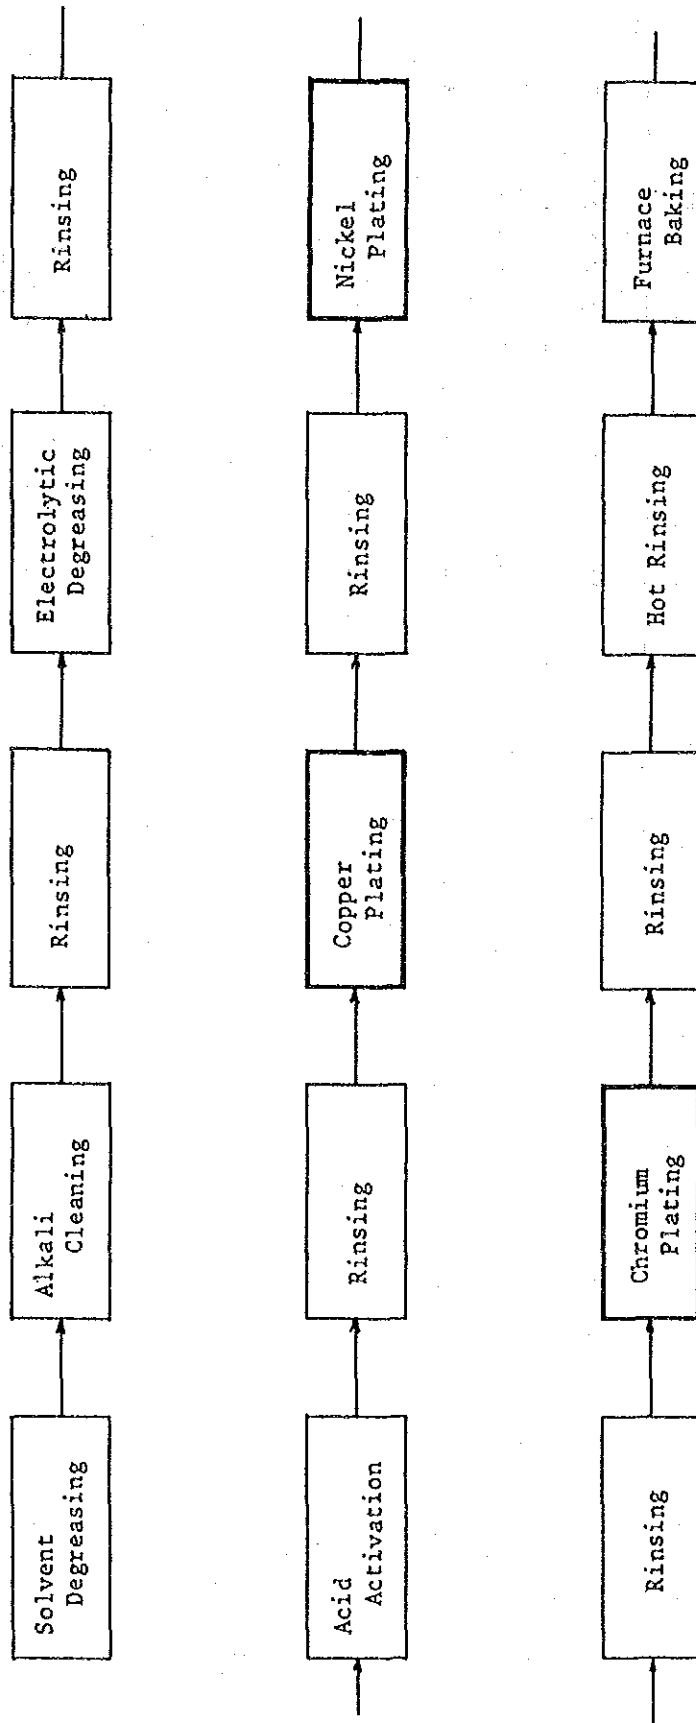 Solvent
Degreasing
Alkali
Cleaning
Rinsing
Electrolytic
Degreasing
Rinsing
Acid
Activation
Rinsing
Copper
Plating
Rinsing
Nickel
Plating
Rinsing
Chromium
Plating
Rinsing
Hot Rinsing
Furnace
Baking